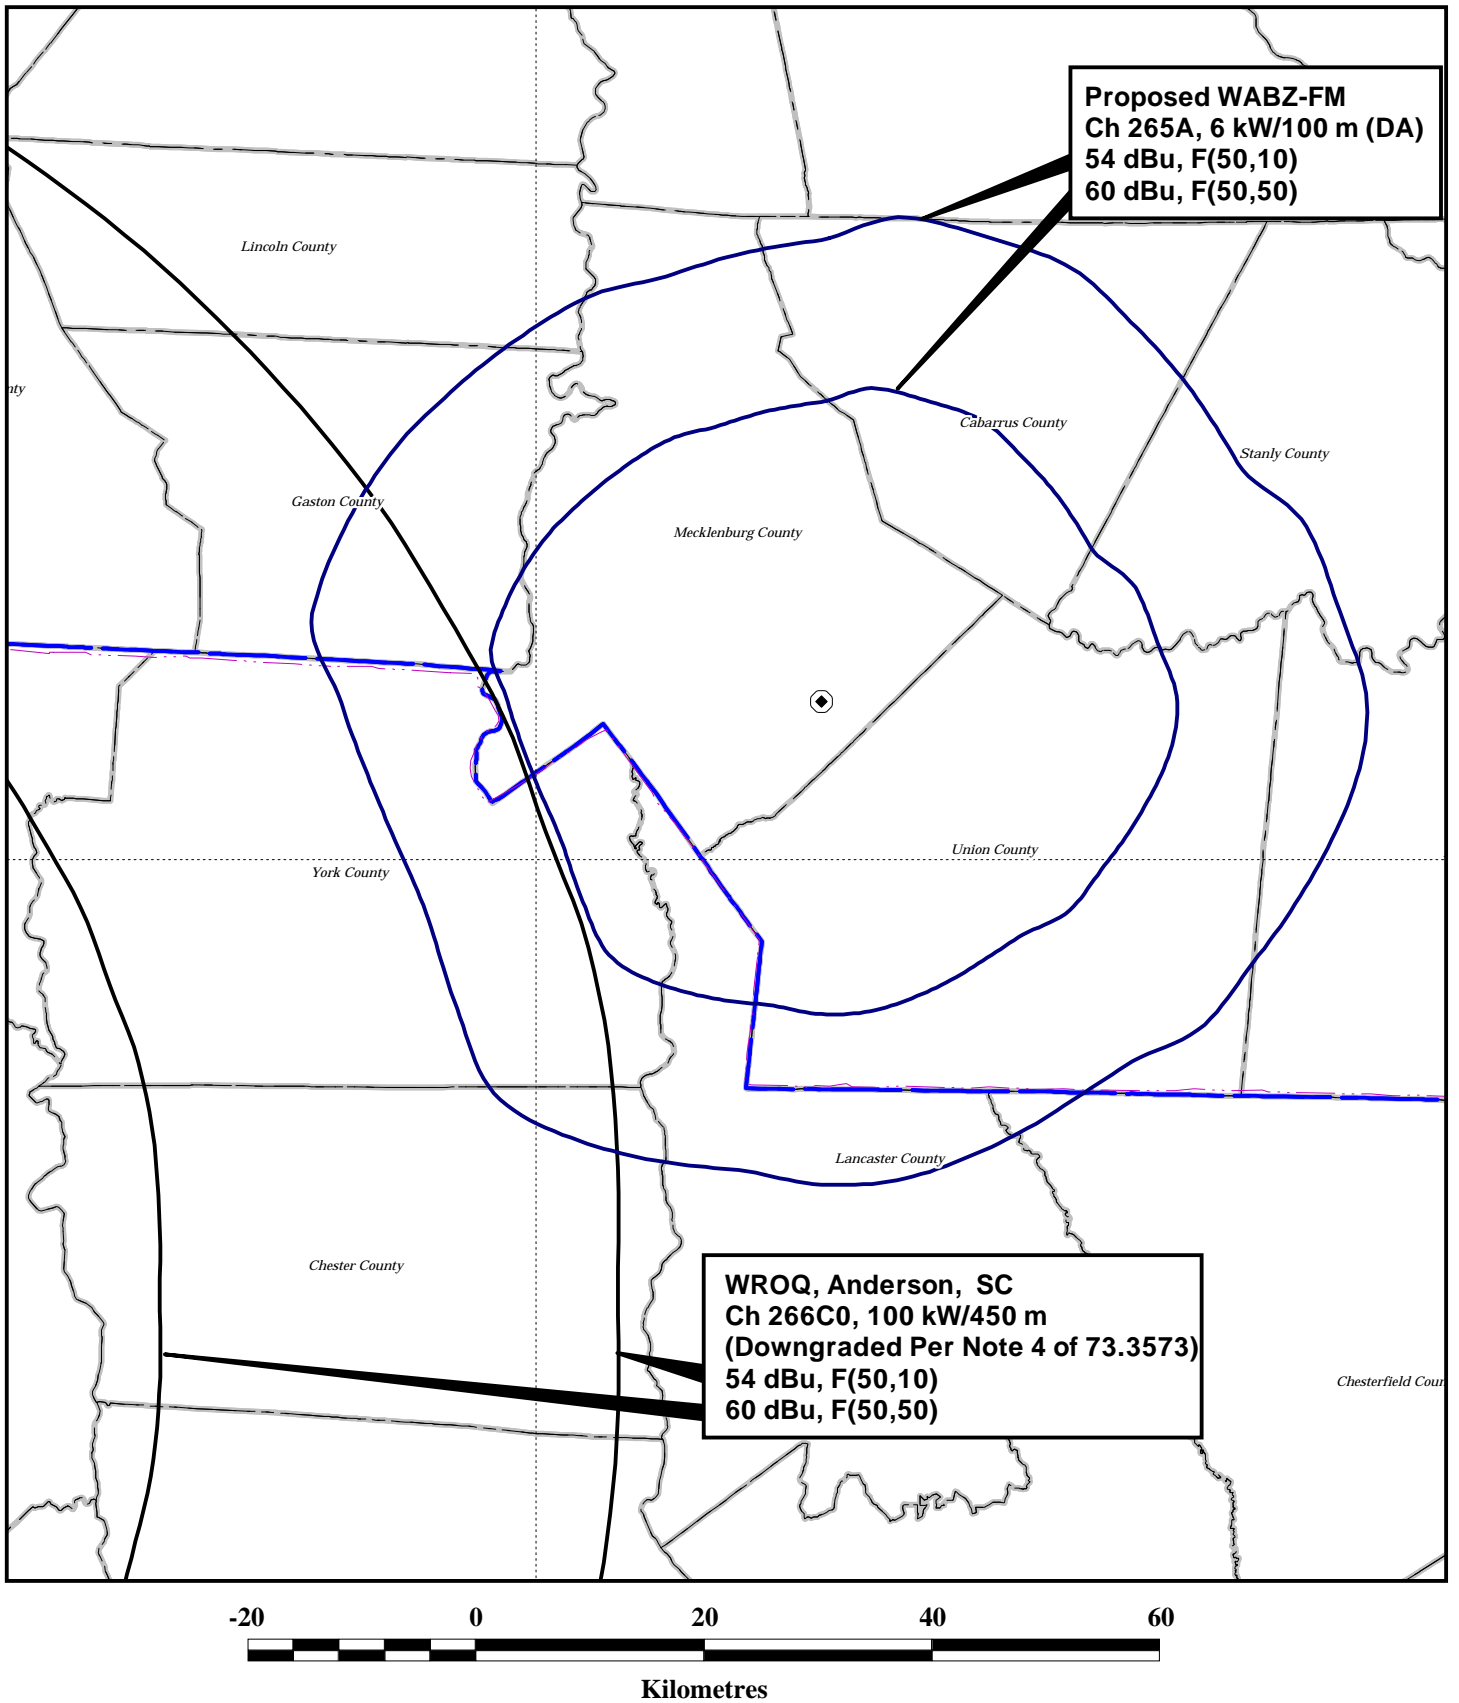 Proposed WABZ-FM
Ch 265A, 6 kW/100 m (DA)
54 dBu, F(50,10)
60 dBu, F(50,50)
Lincoln County
nty
Cabarrus County
Stanly County
Gaston County
Mecklenburg County
Union County
York County
Lancaster County
Chester County
WROQ, Anderson, SC
Ch 266C0, 100 kW/450 m
(Downgraded Per Note 4 of 73.3573)
54 dBu, F(50,10)
60 dBu, F(50,50)
Chesterfield Coun
-20 0 20 40 60
Kilometres